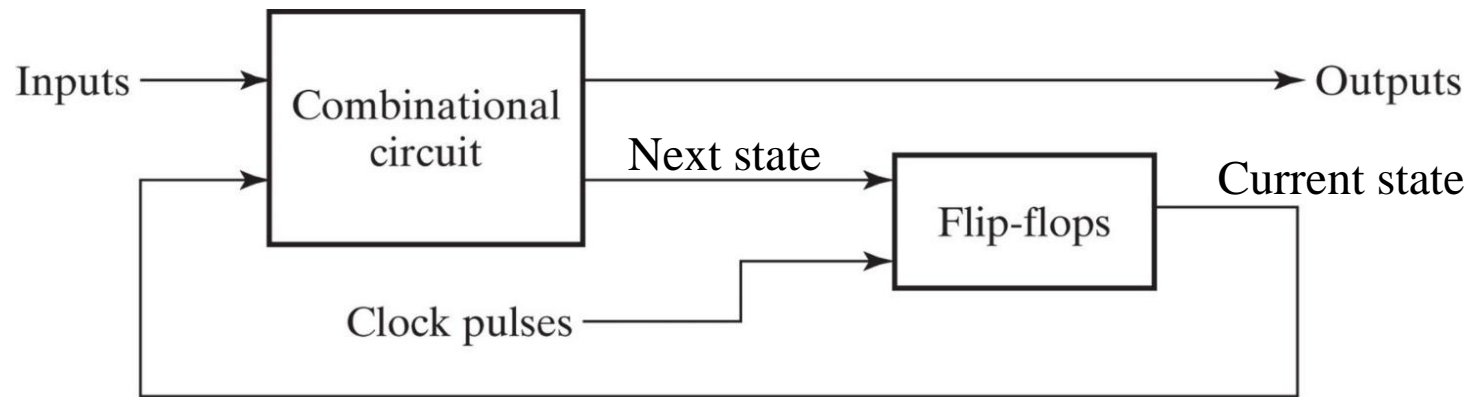 Inputs
Combinational
circuit
Outputs
Next state
Current state
Flip-flops
Clock pulses